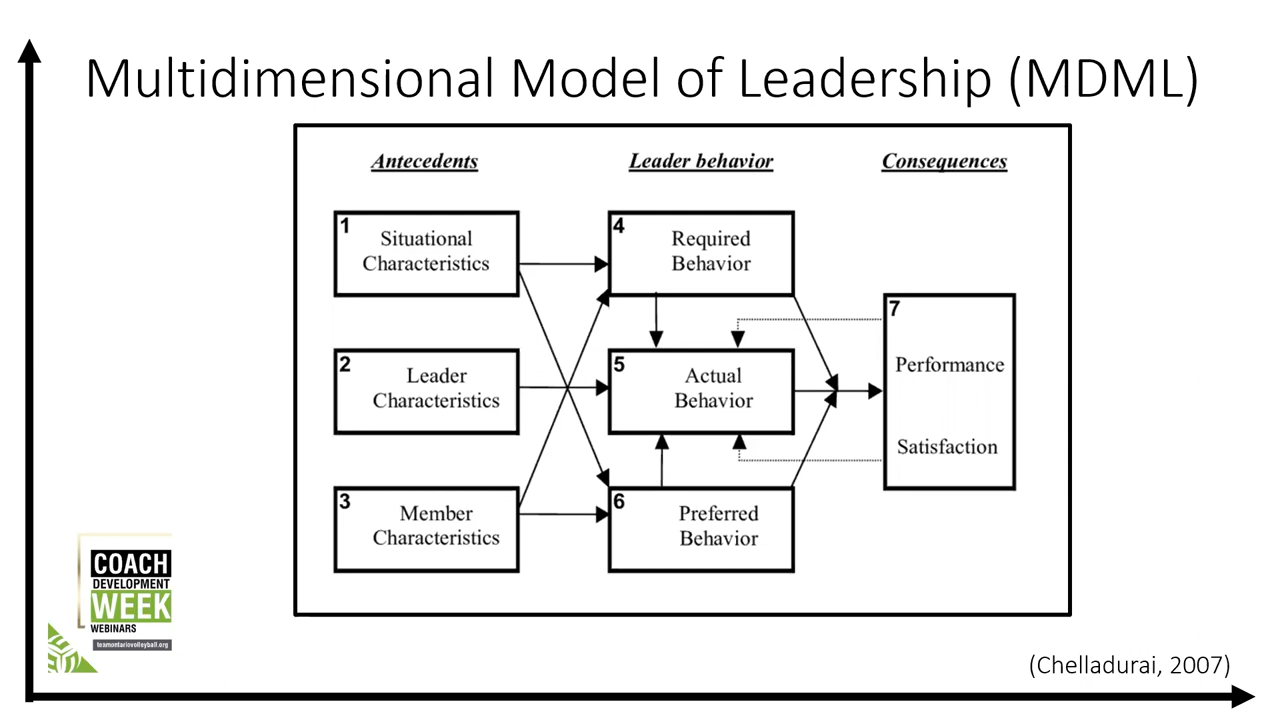 Multidimensional Model of Leadership (MDML)
Antecedents
Leader behavior
Consequences
1
Situational
Characteristics
2
Leader
Characteristics
3
Member
Characteristics
4
Required
Behavior
5
Actual
Behavior
6
Preferred
Behavior
7
Performance
Satisfaction
COACH
DEVELOPMENT
WEEK
WEBINARS
teamontariovolleyball.org
(Chelladurai, 2007)